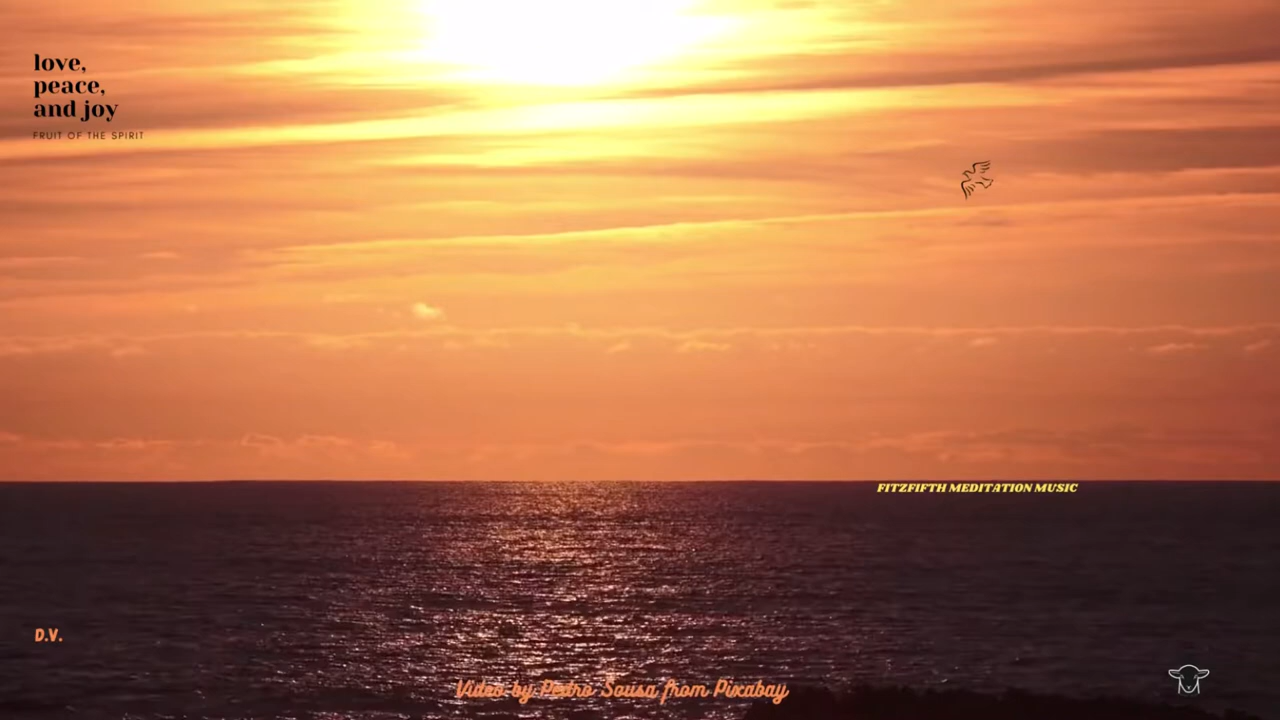 love,
peace,
and joy
FRUIT OF THE SPIRIT
FITZFIFTH MEDITATION MUSIC
D.V.
Video by Pedro Sousa from Pixabay